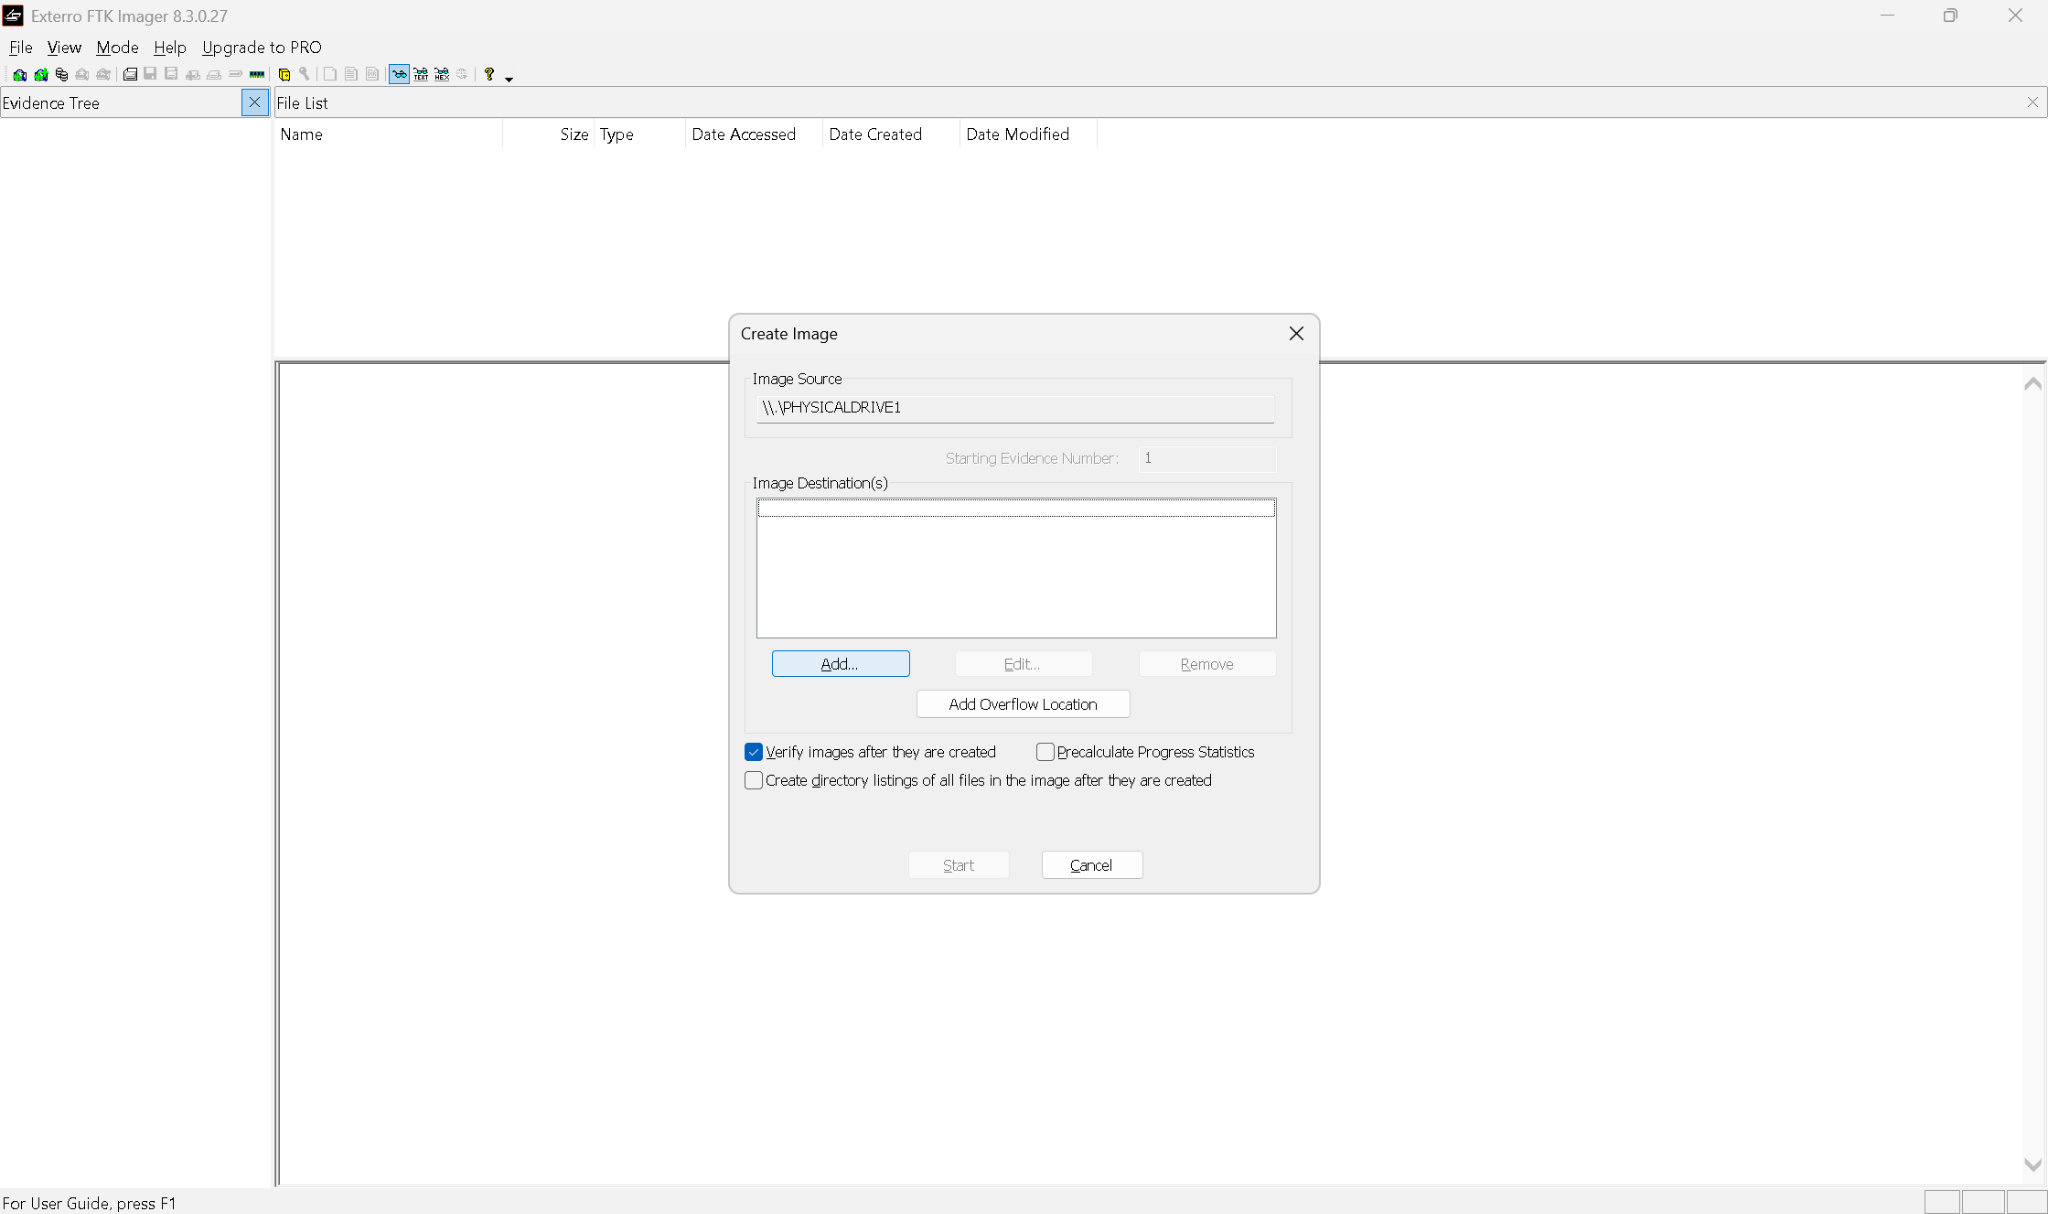 Exterro FTK Imager 8.3.0.27
File View Mode Help Upgrade to PRO
Evidence Tree
File List
Name Size Type Date Accessed Date Created Date Modified
Create Image
Image Source
\\.\PHYSICALDRIVE1
Starting Evidence Number: 1
Image Destination(s)
Add... Edit... Remove
Add Overflow Location
Verify images after they are created Precalculate Progress Statistics
Create directory listings of all files in the image after they are created
Start Cancel
For User Guide, press F1